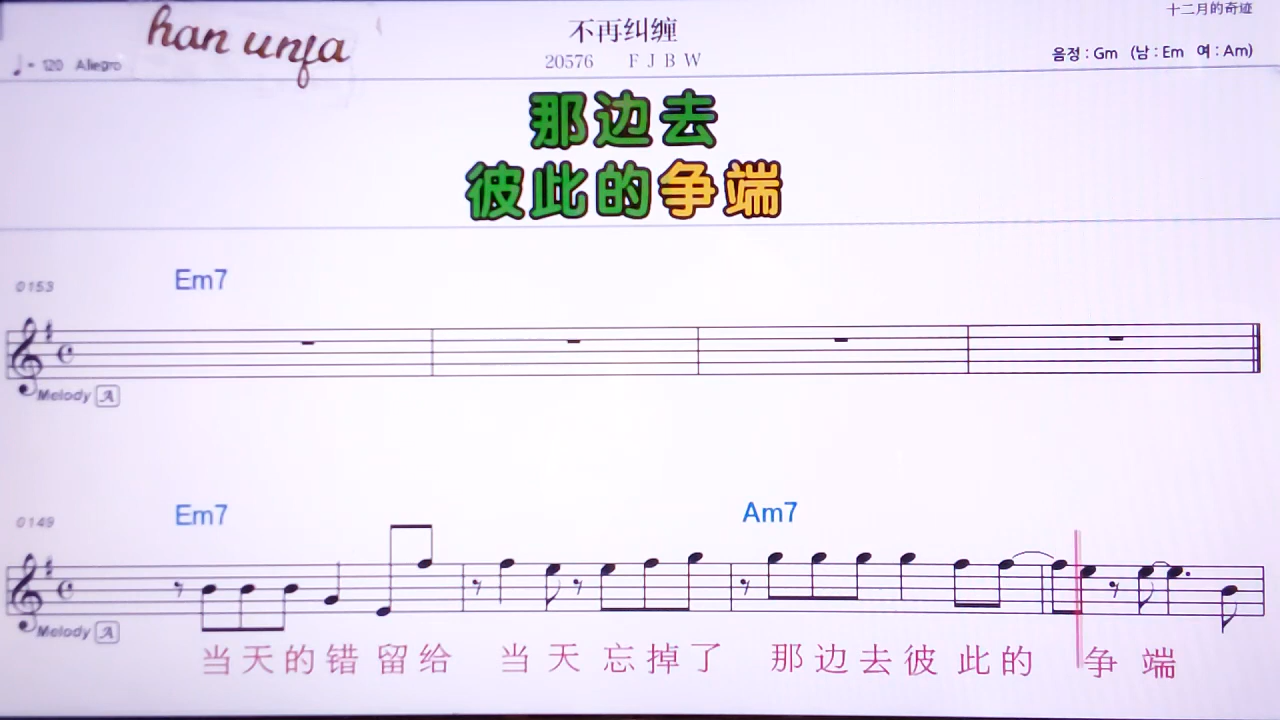 十二月的奇迹
han unfa
不再纠缠
♩= 120 Allegro
20576 F J B W
음정 : Gm (남 : Em 여 : Am)
那边去
彼此的争端
0153 Em7
Melody A
0149 Em7 Am7
Melody A
当天的错留给 当天忘掉了 那边去彼此的 争端